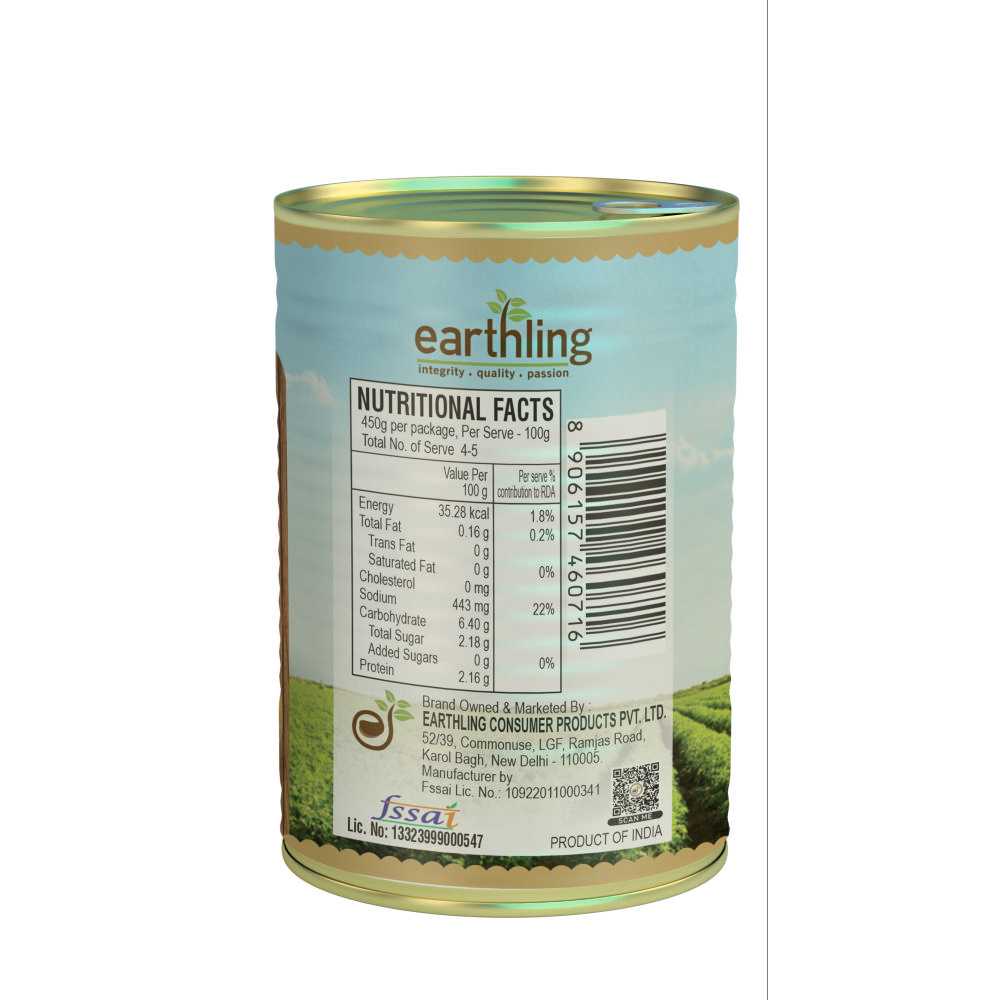 earthling
integrity . quality . passion
NUTRITIONAL FACTS
450g per package, Per Serve - 100g
Total No. of Serve 4-5
Value Per 100 g Per serve % contribution to RDA
Energy 35.28 kcal 1.8%
Total Fat 0.16 g 0.2%
Trans Fat 0 g
Saturated Fat 0 g 0%
Cholesterol 0 mg
Sodium 443 mg 22%
Carbohydrate 6.40 g
Total Sugar 2.18 g
Added Sugars 0 g 0%
Protein 2.16 g
8 906157 460716
Brand Owned & Marketed By :
EARTHLING CONSUMER PRODUCTS PVT. LTD.
52/39, Commonuse, LGF, Ramjas Road,
Karol Bagh, New Delhi - 110005
Manufacturer by
Fssai Lic. No.: 10922011000341
SCAN ME
fssai
Lic. No: 13323999000547
PRODUCT OF INDIA